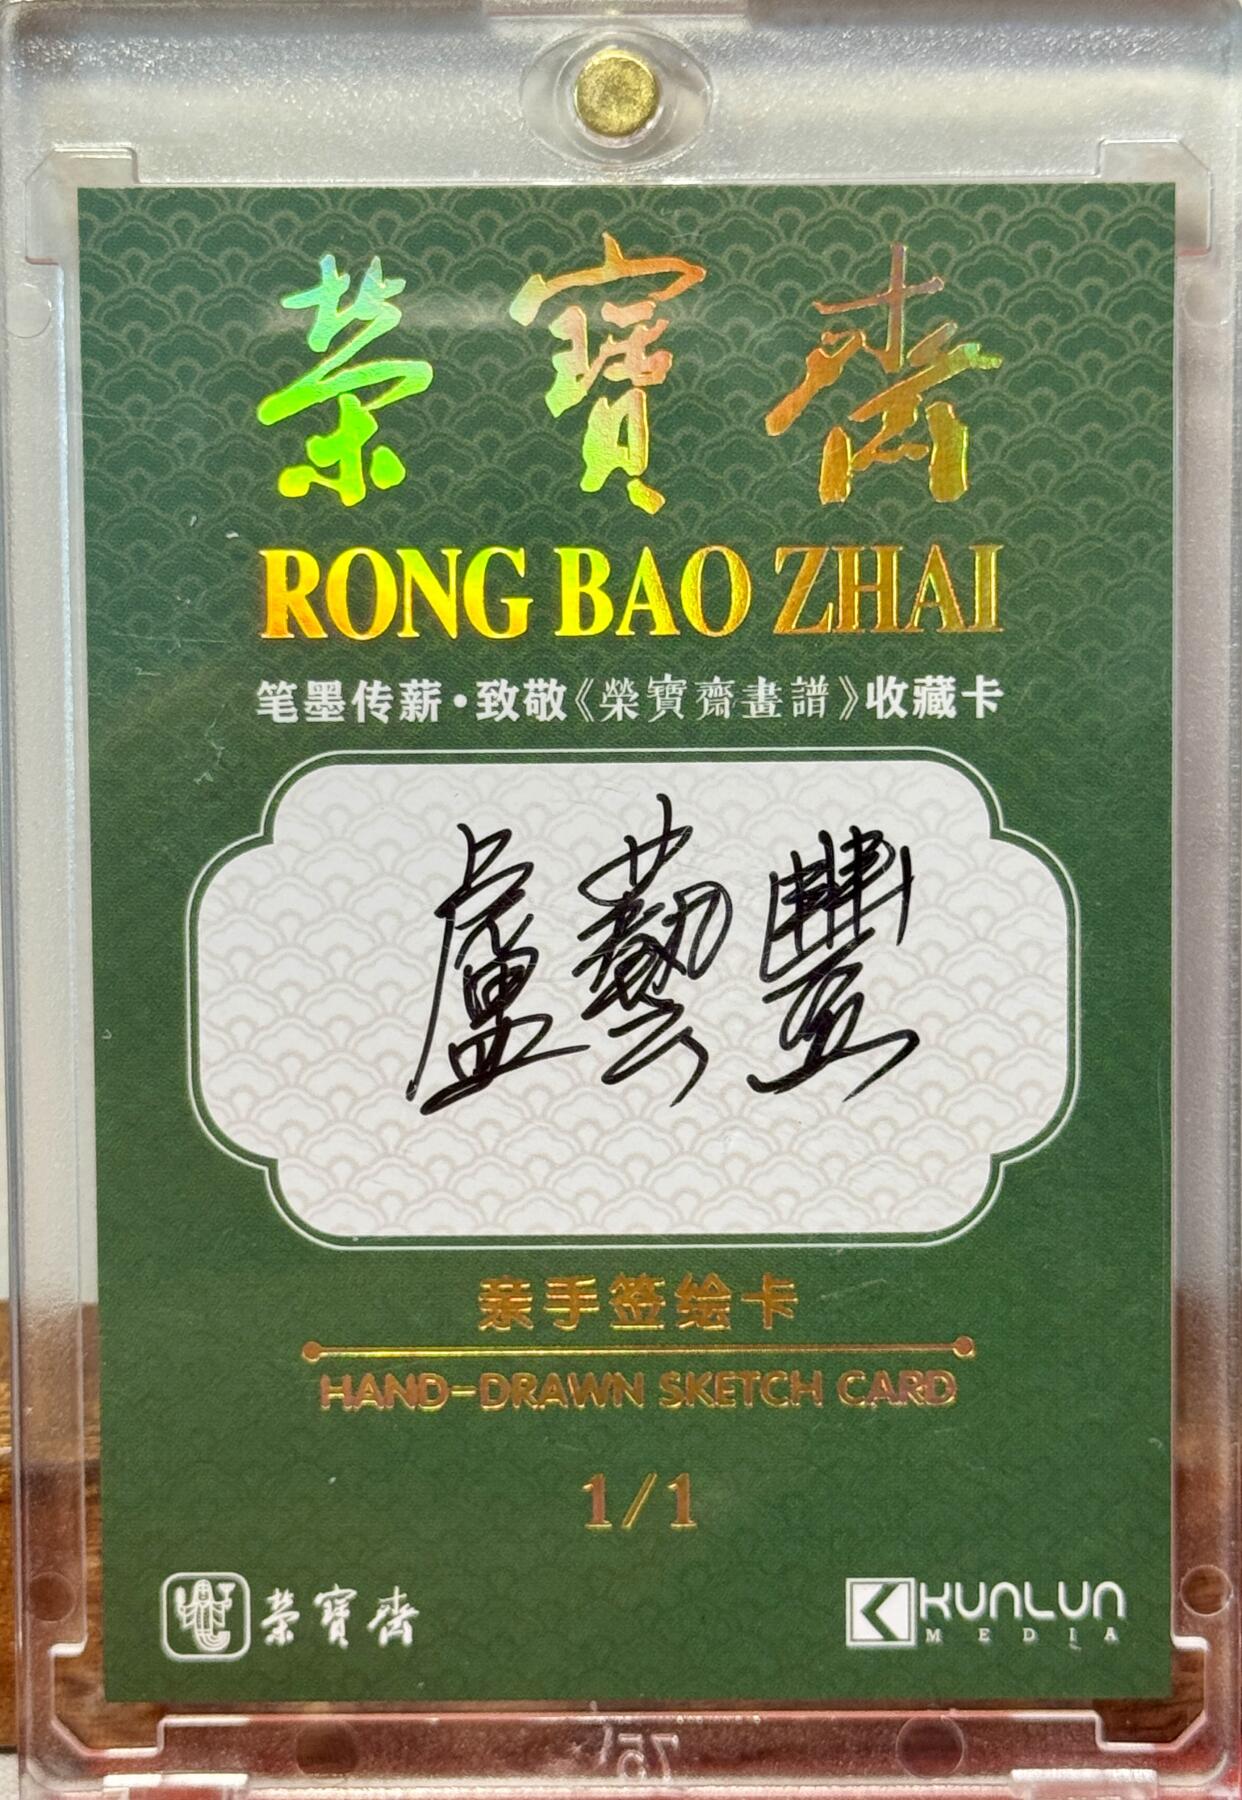 榮寶齋
RONG BAO ZHAI
笔墨传薪·致敬《榮寶齋畫譜》收藏卡
盧藝豐
亲手签绘卡
HAND-DRAWN SKETCH CARD
1/1
榮寶齋
KUNLUN
MEDIA